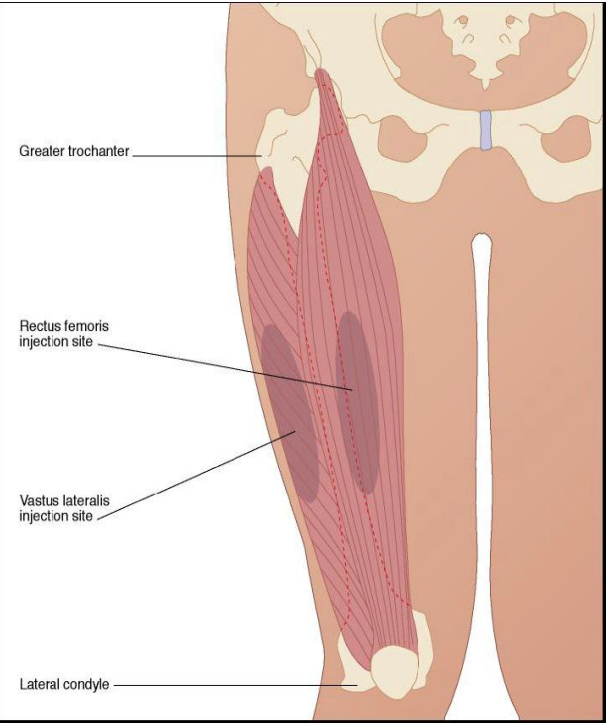 Greater trochanter
Rectus femoris
injection site
Vastus lateralis
injection site
Lateral condyle